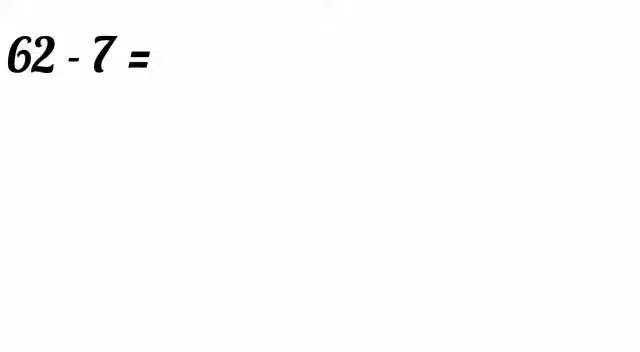 62 - 7 =